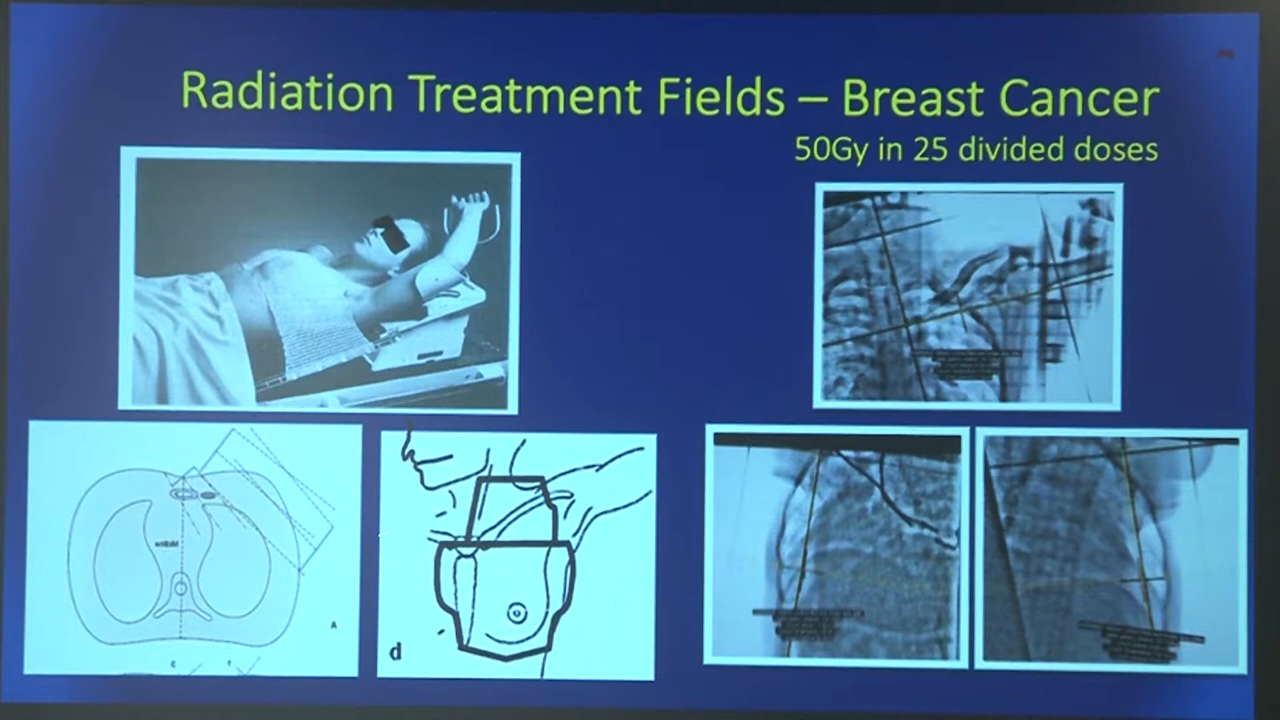 Radiation Treatment Fields – Breast Cancer
50Gy in 25 divided doses
A
d